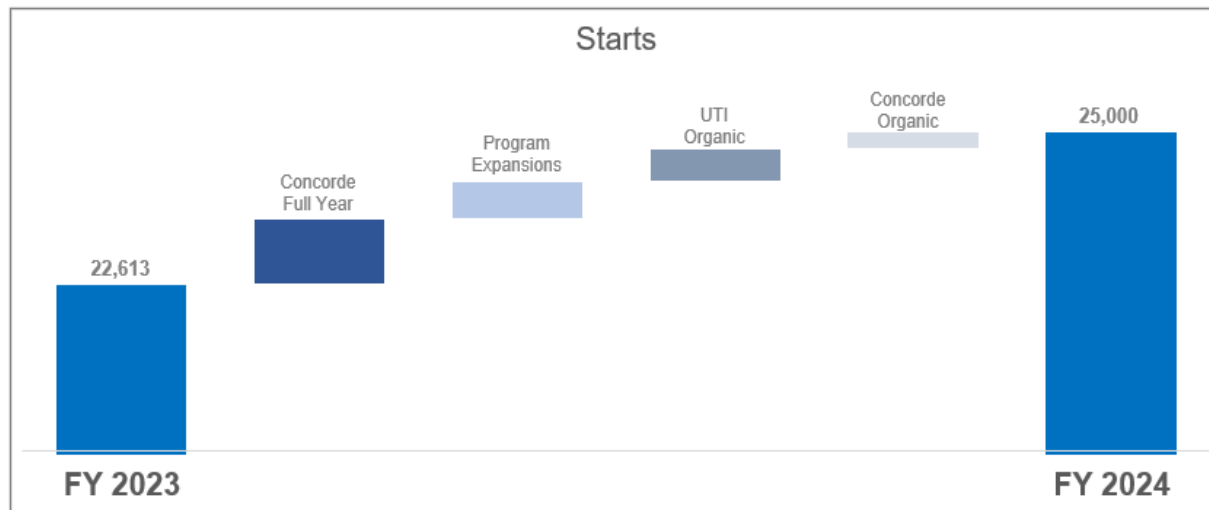 Starts
Concorde
Organic
UTI
Organic
25,000
Program
Expansions
Concorde
Full Year
22,613
FY 2023
FY 2024